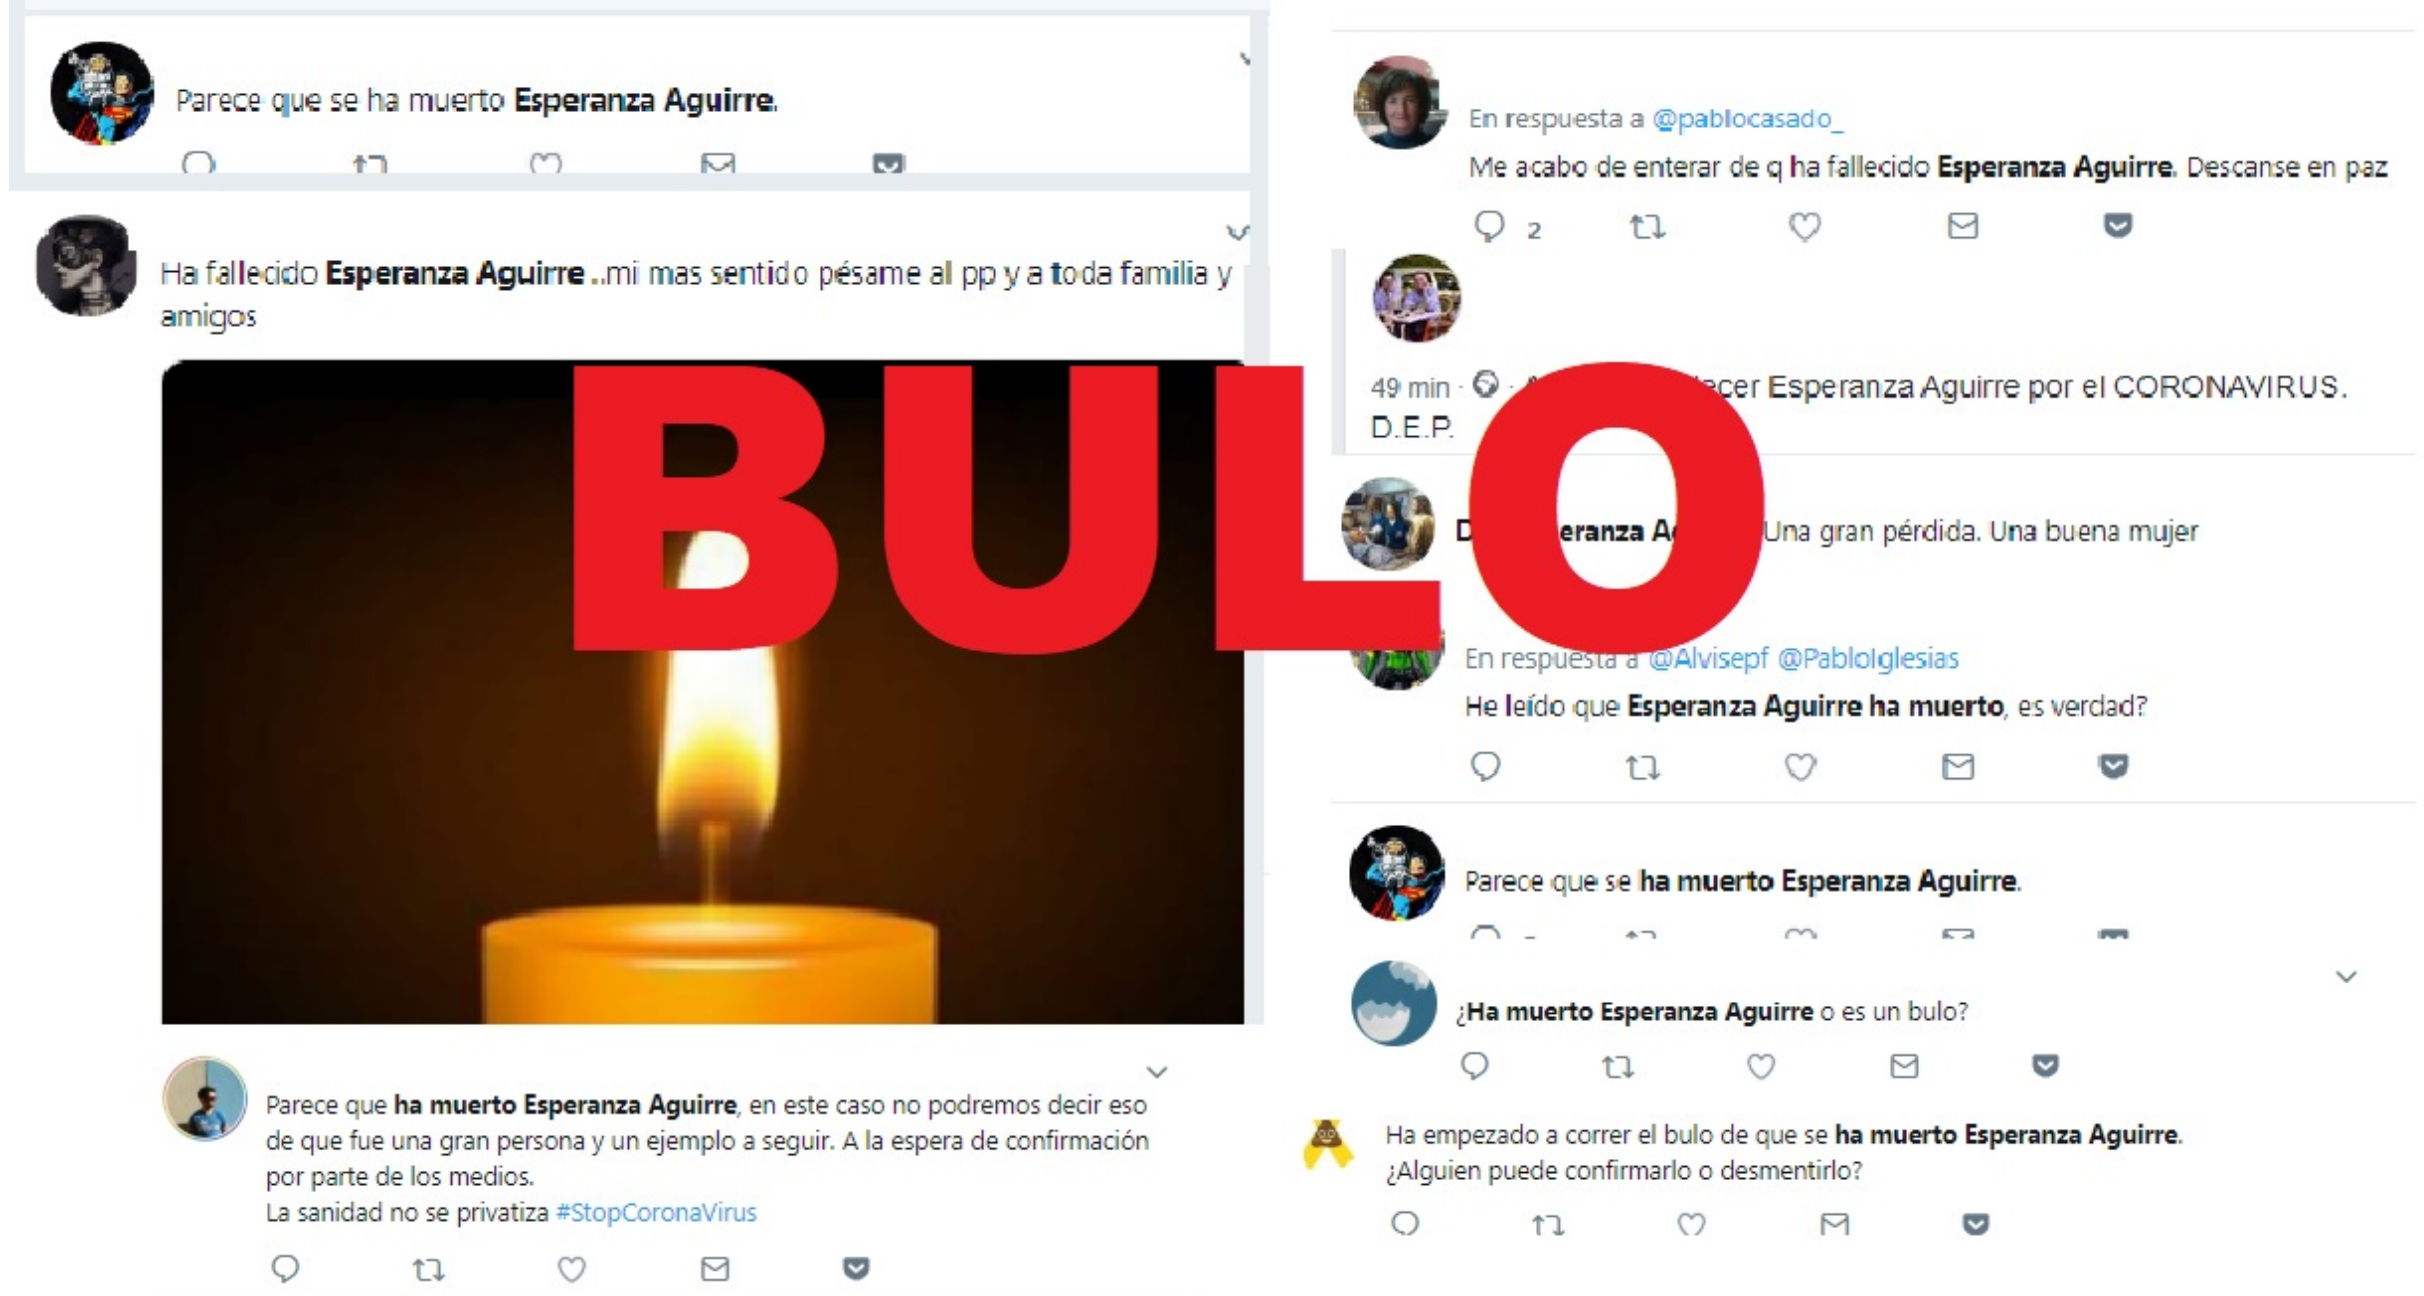 Parece que se ha muerto Esperanza Aguirre.
Ha fallecido Esperanza Aguirre ..mi mas sentido pésame al pp y a toda familia y
amigos
BULO
Parece que ha muerto Esperanza Aguirre, en este caso no podremos decir eso
de que fue una gran persona y un ejemplo a seguir. A la espera de confirmación
por parte de los medios.
La sanidad no se privatiza #StopCoronaVirus
En respuesta a @pablocasado_
Me acabo de enterar de q ha fallecido Esperanza Aguirre. Descanse en paz
2
49 min · Esperanza Aguirre por el CORONAVIRUS.
D.E.P.
Una gran pérdida. Una buena mujer
En respuesta a @Alvisepf @PabloIglesias
He leído que Esperanza Aguirre ha muerto, es verdad?
Parece que se ha muerto Esperanza Aguirre.
¿Ha muerto Esperanza Aguirre o es un bulo?
Ha empezado a correr el bulo de que se ha muerto Esperanza Aguirre.
¿Alguien puede confirmarlo o desmentirlo?